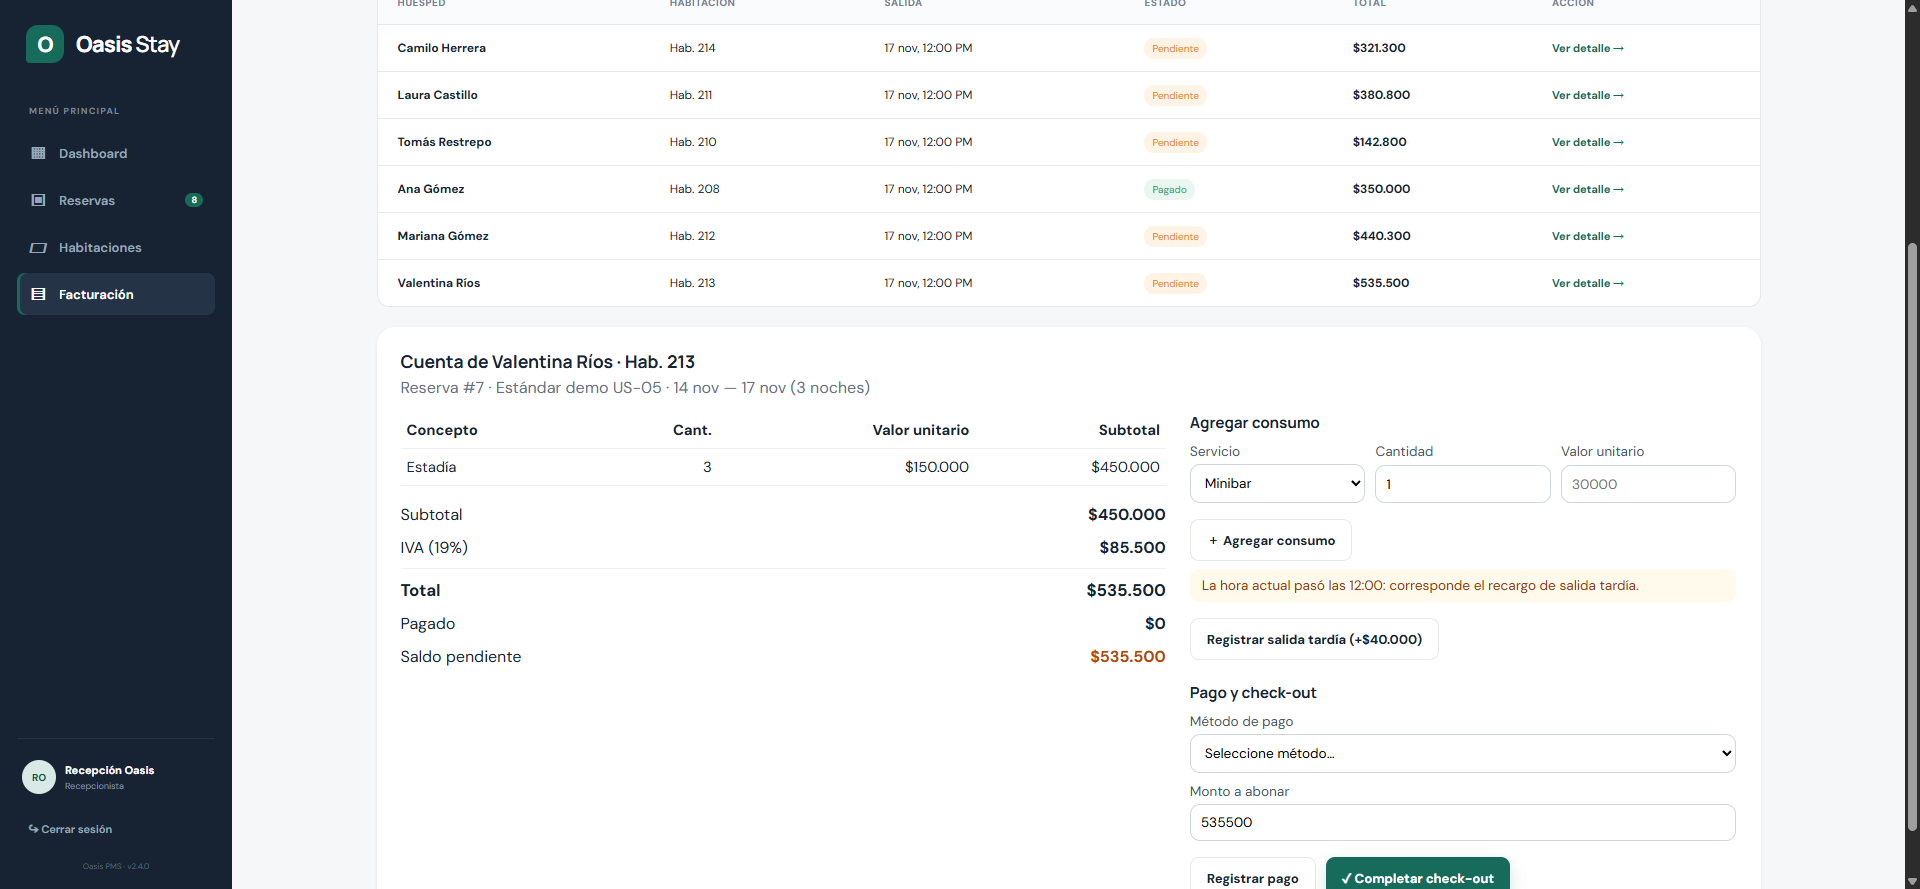 O Oasis Stay
MENÚ PRINCIPAL
Dashboard
Reservas 8
Habitaciones
Facturación
RO Recepción Oasis
Recepcionista
↪ Cerrar sesión
Oasis PMS · v2.4.0
HUÉSPED HABITACIÓN SALIDA ESTADO TOTAL ACCIÓN
Camilo Herrera Hab. 214 17 nov, 12:00 PM Pendiente $321.300 Ver detalle →
Laura Castillo Hab. 211 17 nov, 12:00 PM Pendiente $380.800 Ver detalle →
Tomás Restrepo Hab. 210 17 nov, 12:00 PM Pendiente $142.800 Ver detalle →
Ana Gómez Hab. 208 17 nov, 12:00 PM Pagado $350.000 Ver detalle →
Mariana Gómez Hab. 212 17 nov, 12:00 PM Pendiente $440.300 Ver detalle →
Valentina Ríos Hab. 213 17 nov, 12:00 PM Pendiente $535.500 Ver detalle →
Cuenta de Valentina Ríos · Hab. 213
Reserva #7 · Estándar demo US-05 · 14 nov — 17 nov (3 noches)
Concepto Cant. Valor unitario Subtotal
Estadía 3 $150.000 $450.000
Subtotal $450.000
IVA (19%) $85.500
Total $535.500
Pagado $0
Saldo pendiente $535.500
Agregar consumo
Servicio Cantidad Valor unitario
Minibar 1 30000
+ Agregar consumo
La hora actual pasó las 12:00: corresponde el recargo de salida tardía.
Registrar salida tardía (+$40.000)
Pago y check-out
Método de pago
Seleccione método…
Monto a abonar
535500
Registrar pago ✓ Completar check-out